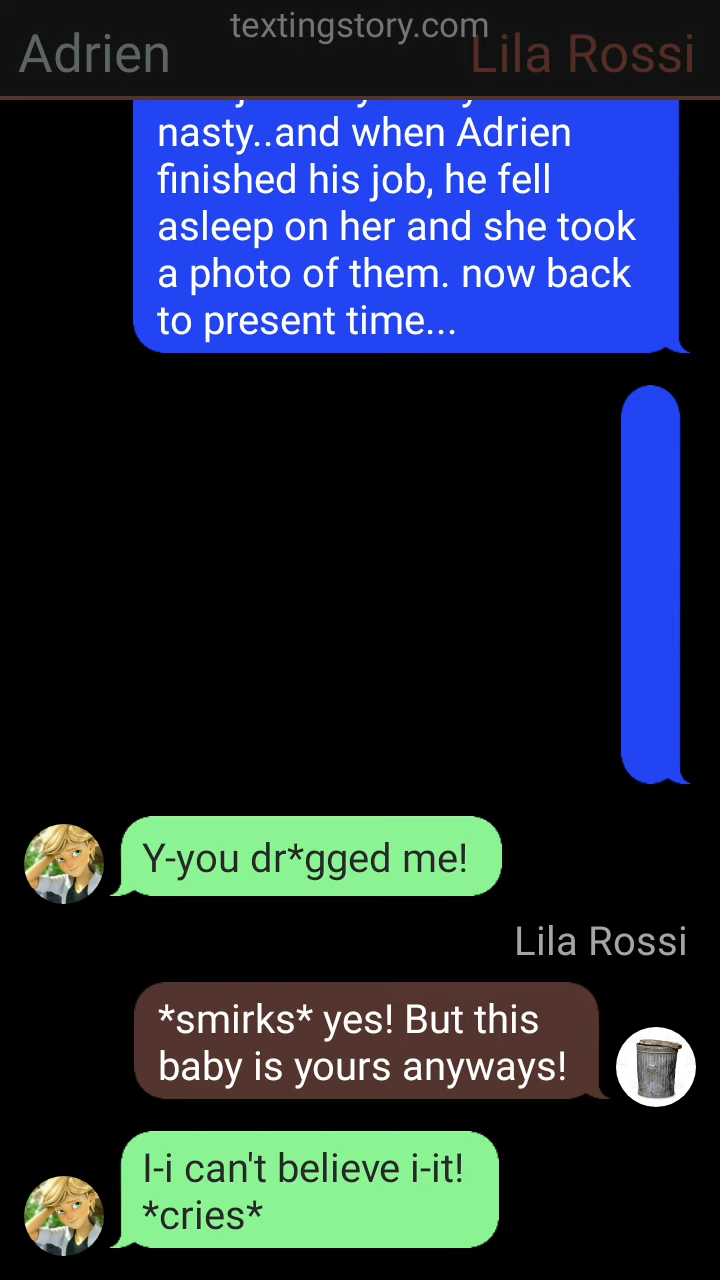 textingstory.com
Adrien
Lila Rossi
nasty..and when Adrien
finished his job, he fell
asleep on her and she took
a photo of them. now back
to present time...
Y-you dr*gged me!
Lila Rossi
*smirks* yes! But this
baby is yours anyways!
I-i can't believe i-it!
*cries*